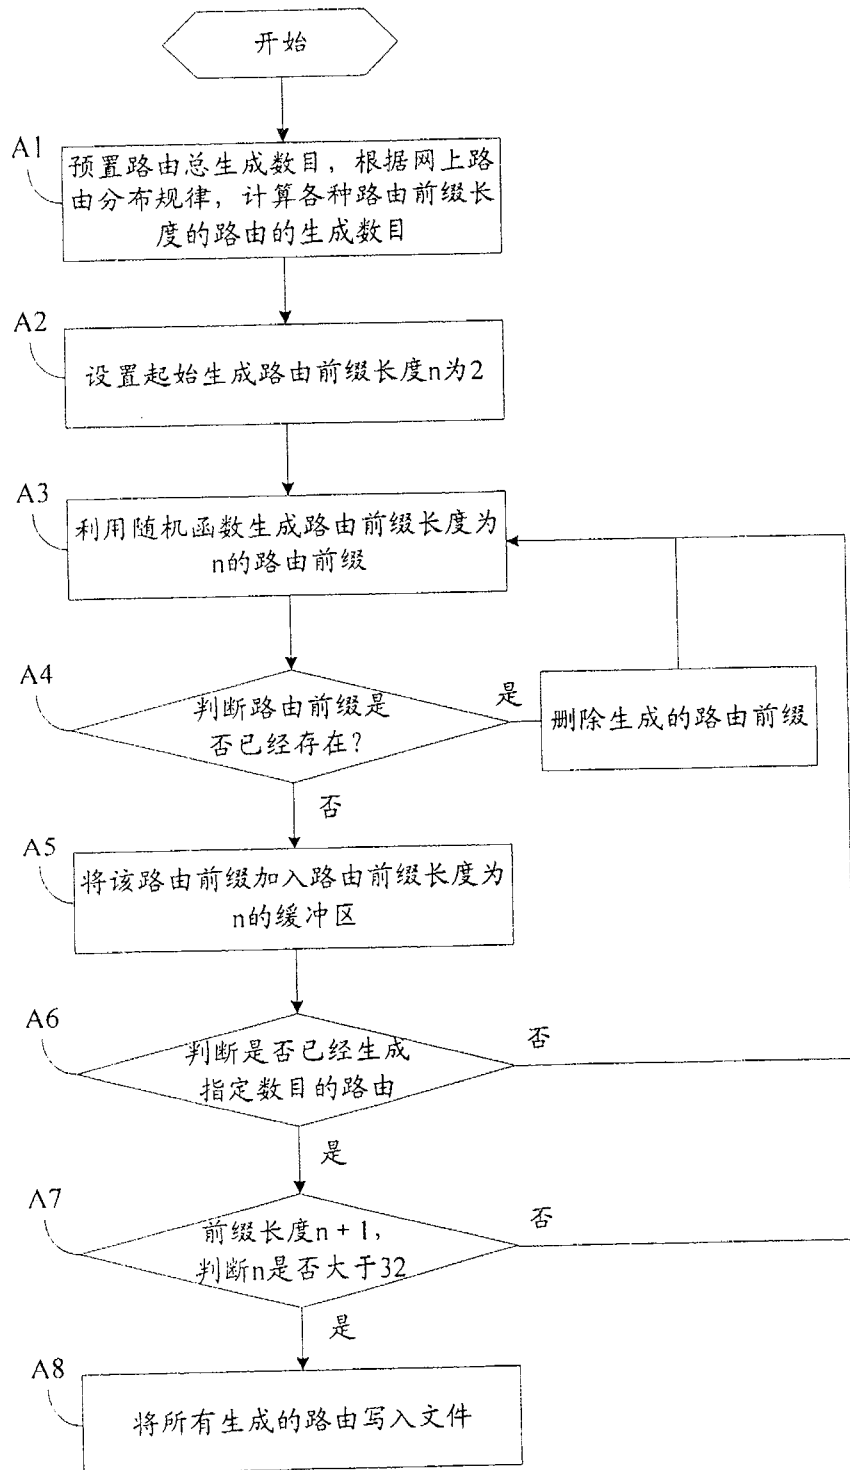 开始
A1
预置路由总生成数目，根据网上路
由分布规律，计算各种路由前缀长
度的路由的生成数目
A2
设置起始生成路由前缀长度n为2
A3
利用随机函数生成路由前缀长度为
n的路由前缀
A4
判断路由前缀是
否已经存在?
是
删除生成的路由前缀
否
A5
将该路由前缀加入路由前缀长度为
n的缓冲区
A6
判断是否已经生成
指定数目的路由
否
是
A7
前缀长度n+1,
判断n是否大于32
否
是
A8
将所有生成的路由写入文件